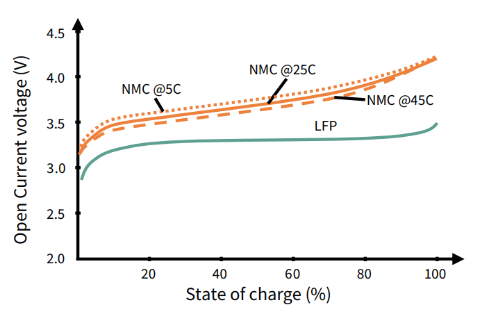 4.5
4.0
3.5
3.0
2.5
2.0
Open Current voltage (V)
NMC @5C
NMC @25C
NMC @45C
LFP
20
40
60
80
100
State of charge (%)